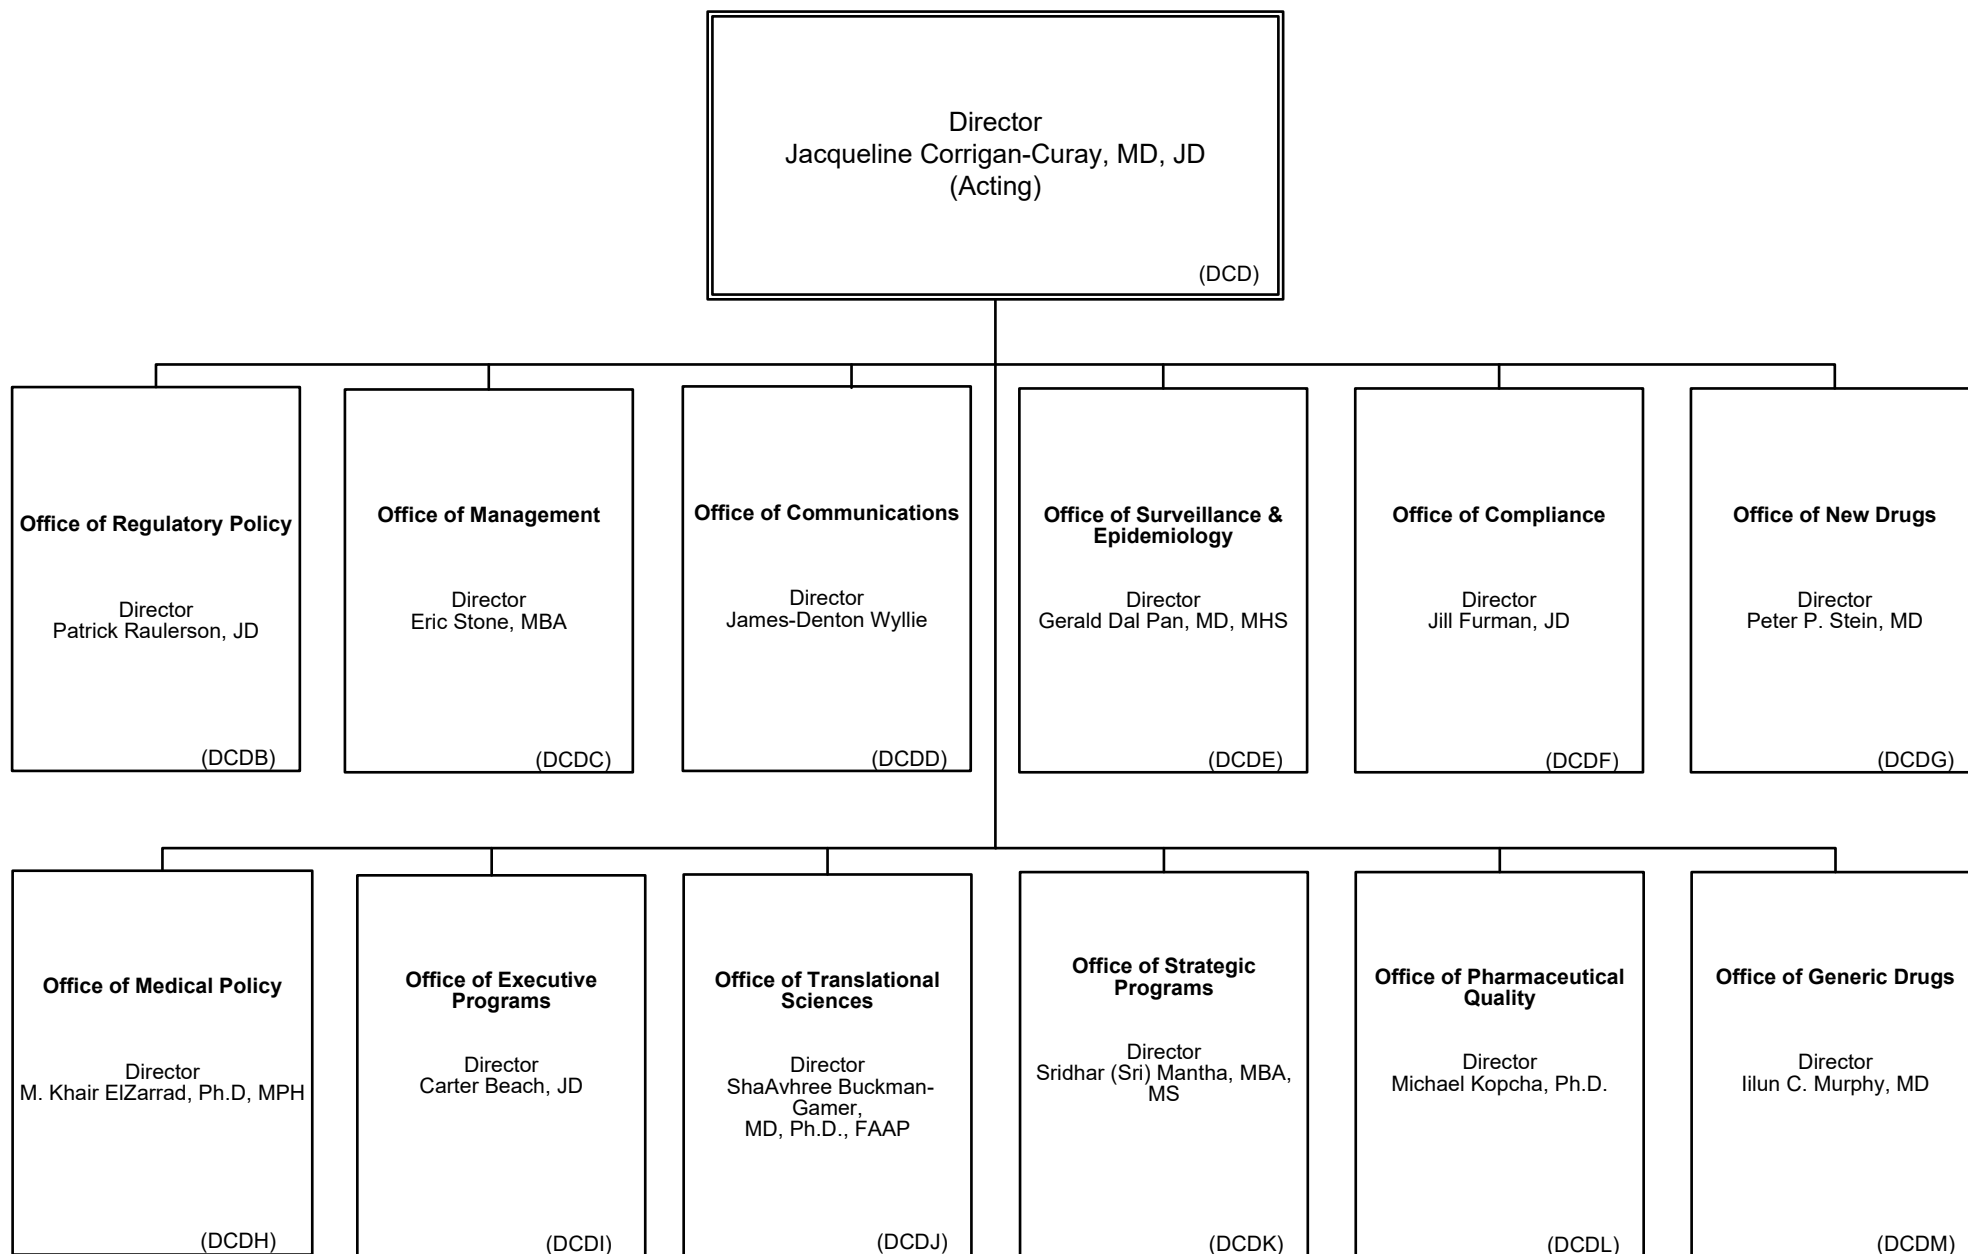 Director
Jacqueline Corrigan-Curay, MD, JD
(Acting)
(DCD)
Office of Regulatory Policy
Director
Patrick Raulerson, JD
(DCDB)
Office of Management
Director
Eric Stone, MBA
(DCDC)
Office of Communications
Director
James-Denton Wyllie
(DCDD)
Office of Surveillance &
Epidemiology
Director
Gerald Dal Pan, MD, MHS
(DCDE)
Office of Compliance
Director
Jill Furman, JD
(DCDF)
Office of New Drugs
Director
Peter P. Stein, MD
(DCDG)
Office of Medical Policy
Director
M. Khair ElZarrad, Ph.D, MPH
(DCDH)
Office of Executive
Programs
Director
Carter Beach, JD
(DCDI)
Office of Translational
Sciences
Director
ShaAvhree Buckman-
Gamer,
MD, Ph.D., FAAP
(DCDJ)
Office of Strategic
Programs
Director
Sridhar (Sri) Mantha, MBA,
MS
(DCDK)
Office of Pharmaceutical
Quality
Director
Michael Kopcha, Ph.D.
(DCDL)
Office of Generic Drugs
Director
Iilun C. Murphy, MD
(DCDM)